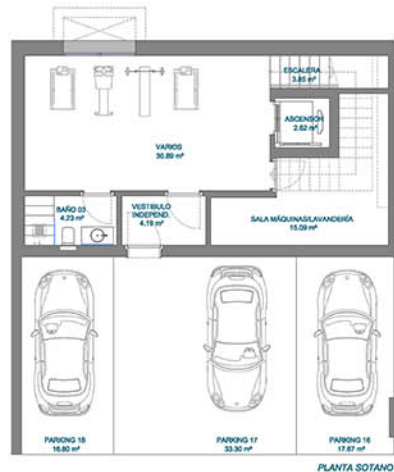 ESCALERA
3.85 m²
ASCENSOR
2.62 m²
VARIOS
30.89 m²
BAÑO 03
4.23 m²
VESTIBULO
INDEPEND.
4.19 m²
SALA MÁQUINAS/LAVANDERÍA
15.09 m²
PARKING 18
16.80 m²
PARKING 17
33.30 m²
PARKING 16
17.67 m²
PLANTA SOTANO